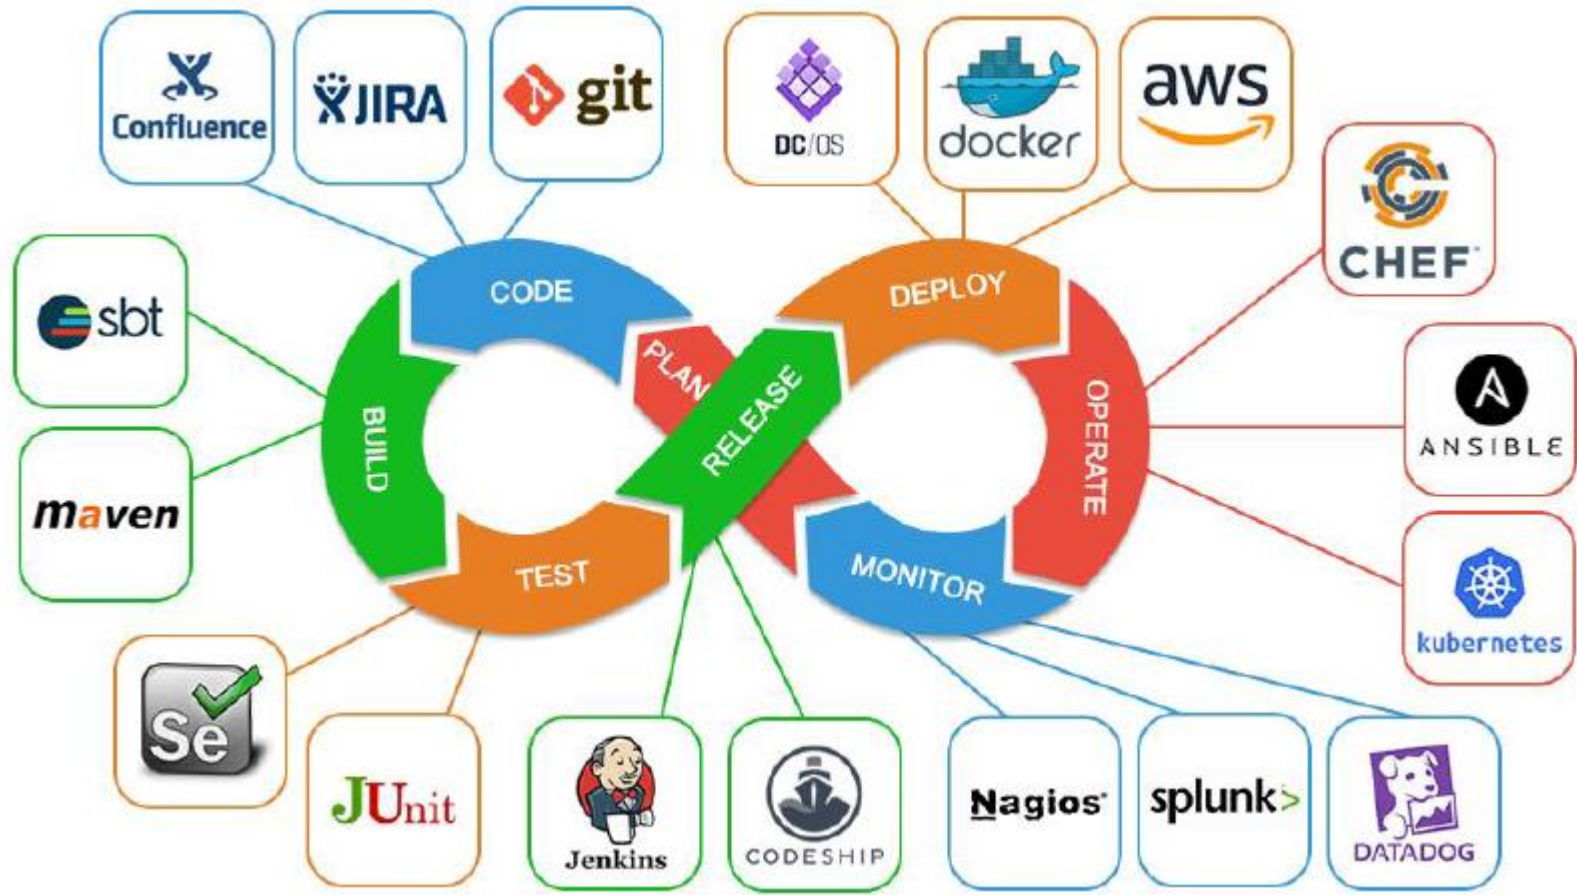 Confluence
JIRA
git
DC/OS
docker
aws
CHEF
sbt
maven
CODE
PLAN
BUILD
TEST
RELEASE
DEPLOY
OPERATE
MONITOR
ANSIBLE
kubernetes
Se
JUnit
Jenkins
CODESHIP
Nagios
splunk>
DATADOG